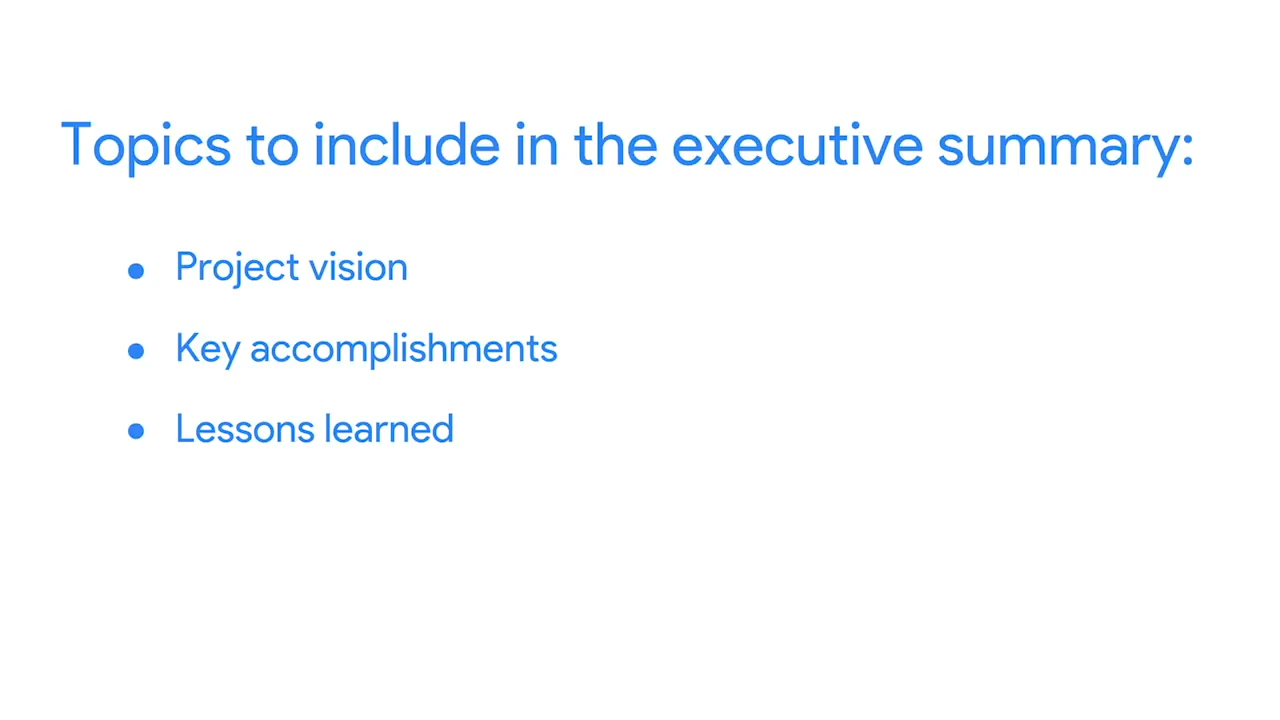 Topics to include in the executive summary:
● Project vision
● Key accomplishments
● Lessons learned